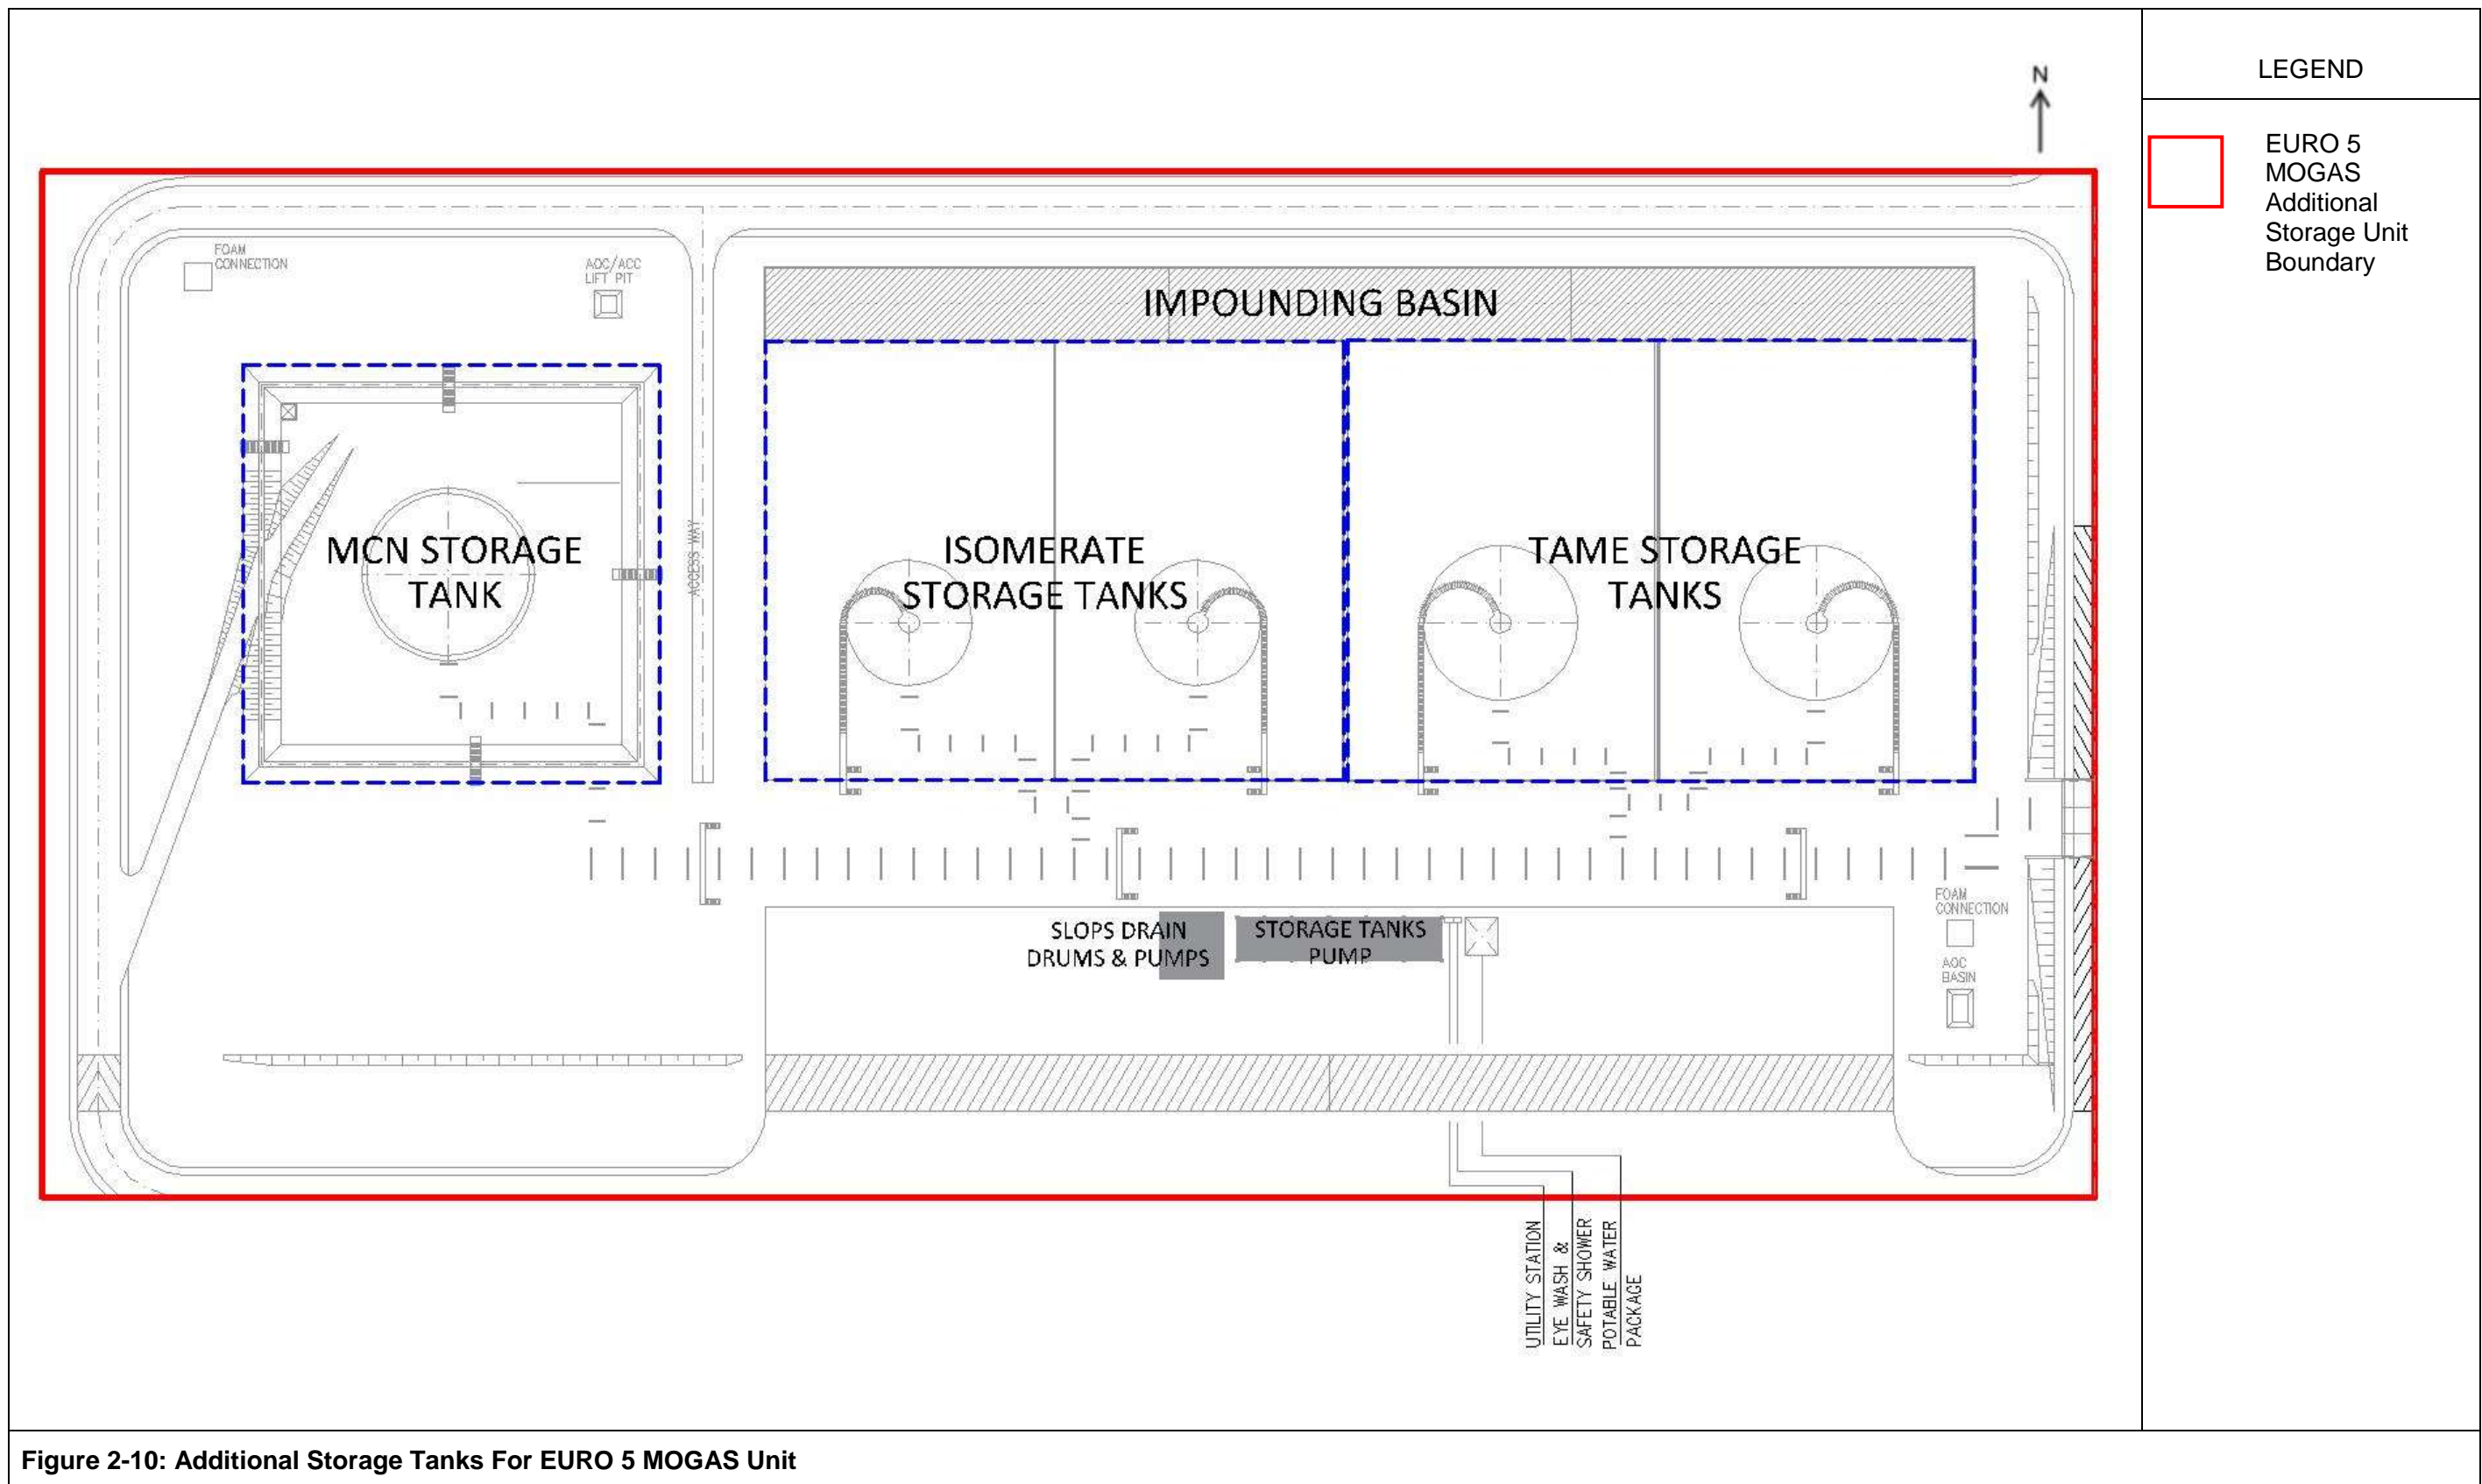 N
LEGEND
EURO 5
MOGAS
Additional
Storage Unit
Boundary
FOAM
CONNECTION
AOC/ACC
LIFT PIT
IMPOUNDING BASIN
MCN STORAGE
TANK
ACCESS WAY
ISOMERATE
STORAGE TANKS
TAME STORAGE
TANKS
SLOPS DRAIN
DRUMS & PUMPS
STORAGE TANKS
PUMP
FOAM
CONNECTION
AOC
BASIN
UTILITY STATION
EYE WASH &
SAFETY SHOWER
POTABLE WATER
PACKAGE
Figure 2-10: Additional Storage Tanks For EURO 5 MOGAS Unit